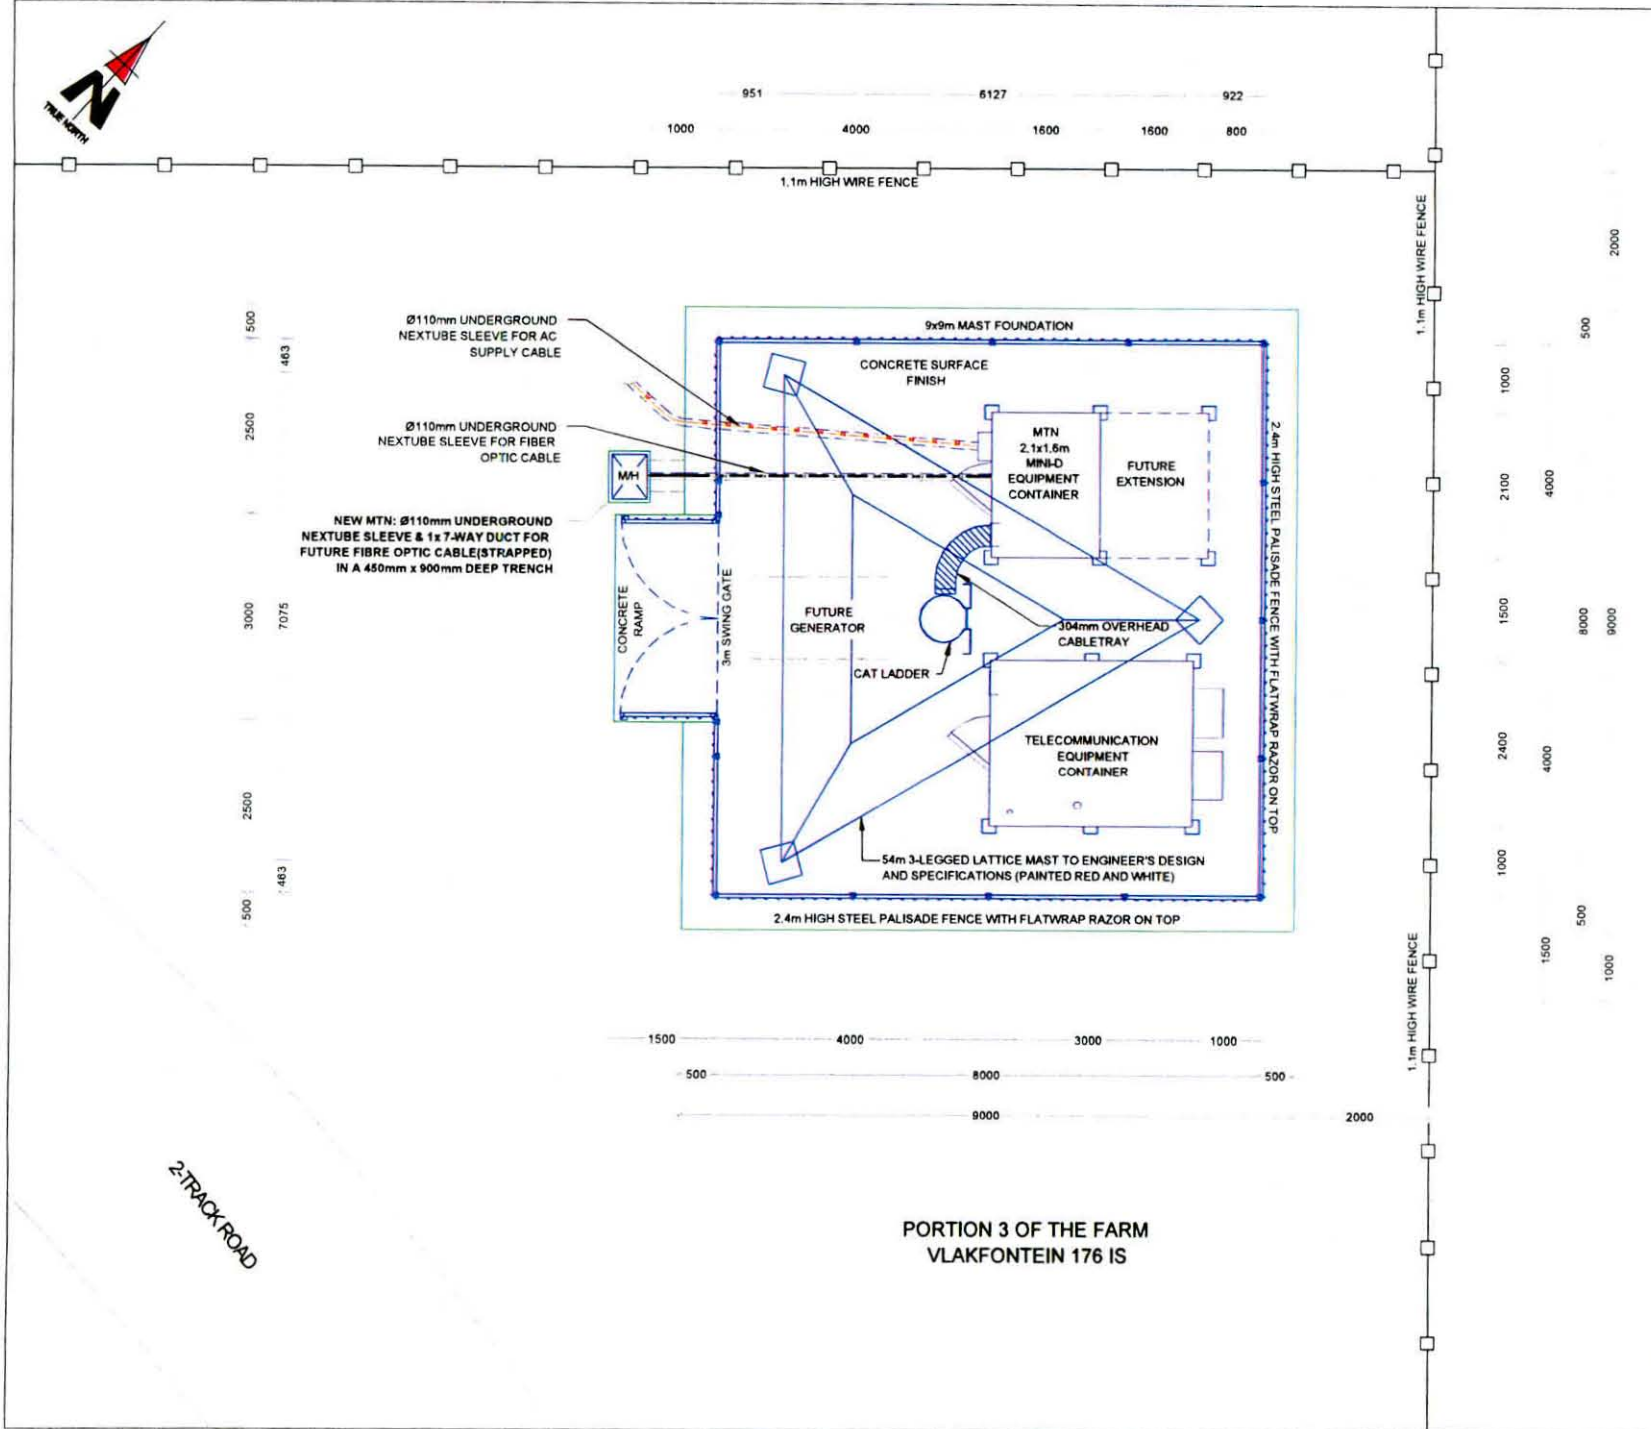 N
TRUE NORTH
951
6127
922
1000
4000
1600
1600
800
1.1m HIGH WIRE FENCE
1.1m HIGH WIRE FENCE
2000
500
463
2500
3000
7075
2500
463
500
Ø110mm UNDERGROUND
NEXTUBE SLEEVE FOR AC
SUPPLY CABLE
Ø110mm UNDERGROUND
NEXTUBE SLEEVE FOR FIBER
OPTIC CABLE
M/H
NEW MTN: Ø110mm UNDERGROUND
NEXTUBE SLEEVE & 1x 7-WAY DUCT FOR
FUTURE FIBRE OPTIC CABLE(STRAPPED)
IN A 450mm x 900mm DEEP TRENCH
9x9m MAST FOUNDATION
CONCRETE SURFACE
FINISH
MTN
2.1x1.6m
MINI-D
EQUIPMENT
CONTAINER
FUTURE
EXTENSION
2.4m HIGH STEEL PALISADE FENCE WITH FLATWRAP RAZOR ON TOP
CONCRETE
RAMP
3m SWING GATE
FUTURE
GENERATOR
304mm OVERHEAD
CABLETRAY
CAT LADDER
TELECOMMUNICATION
EQUIPMENT
CONTAINER
54m 3-LEGGED LATTICE MAST TO ENGINEER'S DESIGN
AND SPECIFICATIONS (PAINTED RED AND WHITE)
2.4m HIGH STEEL PALISADE FENCE WITH FLATWRAP RAZOR ON TOP
500
1000
2100
4000
1500
8000
9000
2400
4000
1000
500
1500
1000
1.1m HIGH WIRE FENCE
1500
4000
3000
1000
500
8000
500
9000
2000
2-TRACK ROAD
PORTION 3 OF THE FARM
VLAKFONTEIN 176 IS